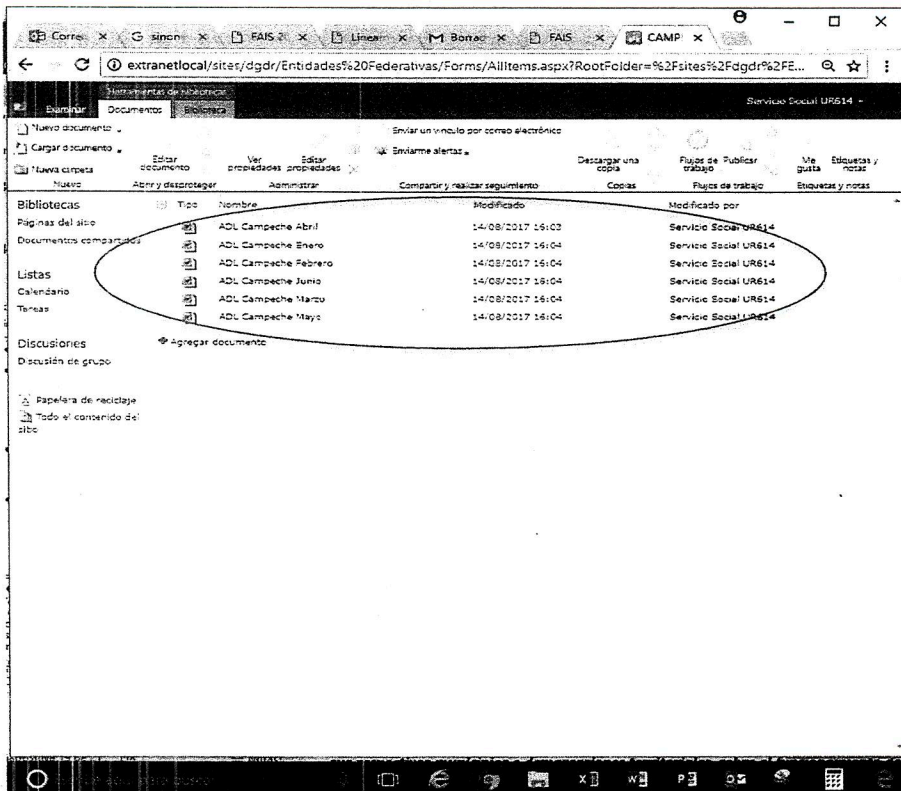 Corre × G sinon × FAIS 2 × Linear × M Borrac × FAIS × CAMP ×
extranetlocal/sites/dgdr/Entidades%20Federativas/Forms/AllItems.aspx?RootFolder=%2Fsites%2Fdgdr%2FE...
Herramientas de biblioteca
Examinar Documentos Biblioteca Servicio Social UR614
Nuevo documento Enviar un vínculo por correo electrónico
Cargar documento Enviarme alertas
Nueva carpeta Editar documento Ver propiedades Editar propiedades Descargar una copia Flujos de trabajo Publicar Me gusta Etiquetas y notas
Nuevo Abrir y desproteger Administrar Compartir y realizar seguimiento Copias Flujos de trabajo Etiquetas y notas
Bibliotecas Tipo Nombre Modificado Modificado por
Páginas del sitio ADL Campeche Abril 14/08/2017 16:03 Servicio Social UR614
Documentos compartidos ADL Campeche Enero 14/08/2017 16:04 Servicio Social UR614
ADL Campeche Febrero 14/08/2017 16:04 Servicio Social UR614
Listas ADL Campeche Junio 14/08/2017 16:04 Servicio Social UR614
Calendario ADL Campeche Marzo 14/08/2017 16:04 Servicio Social UR614
Tareas ADL Campeche Mayo 14/08/2017 16:04 Servicio Social UR614
Discusiones Agregar documento
Discusión de grupo
Papelera de reciclaje
Todo el contenido del
sitio